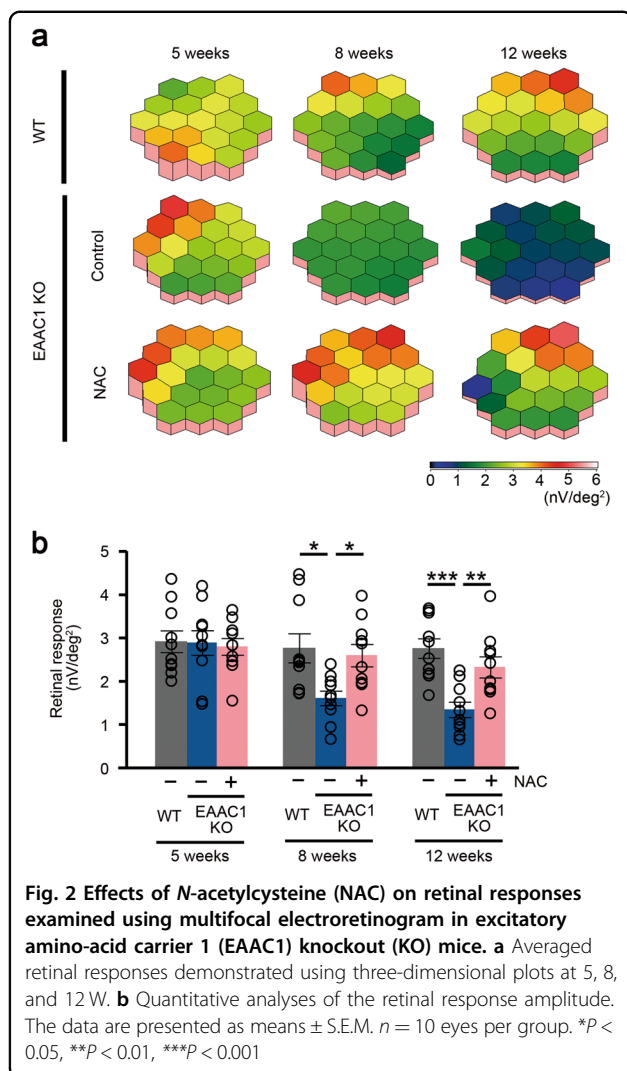 a
5 weeks 8 weeks 12 weeks
WT
EAAC1 KO
Control
NAC
0 1 2 3 4 5 6
(nV/deg²)
b
* * *** **
Retinal response
(nV/deg²)
5
4
3
2
1
0
− − + − − + − − + NAC
WT EAAC1 KO WT EAAC1 KO WT EAAC1 KO
5 weeks 8 weeks 12 weeks
Fig. 2 Effects of N-acetylcysteine (NAC) on retinal responses
examined using multifocal electroretinogram in excitatory
amino-acid carrier 1 (EAAC1) knockout (KO) mice. a Averaged
retinal responses demonstrated using three-dimensional plots at 5, 8,
and 12 W. b Quantitative analyses of the retinal response amplitude.
The data are presented as means ± S.E.M. n = 10 eyes per group. *P <
0.05, **P < 0.01, ***P < 0.001